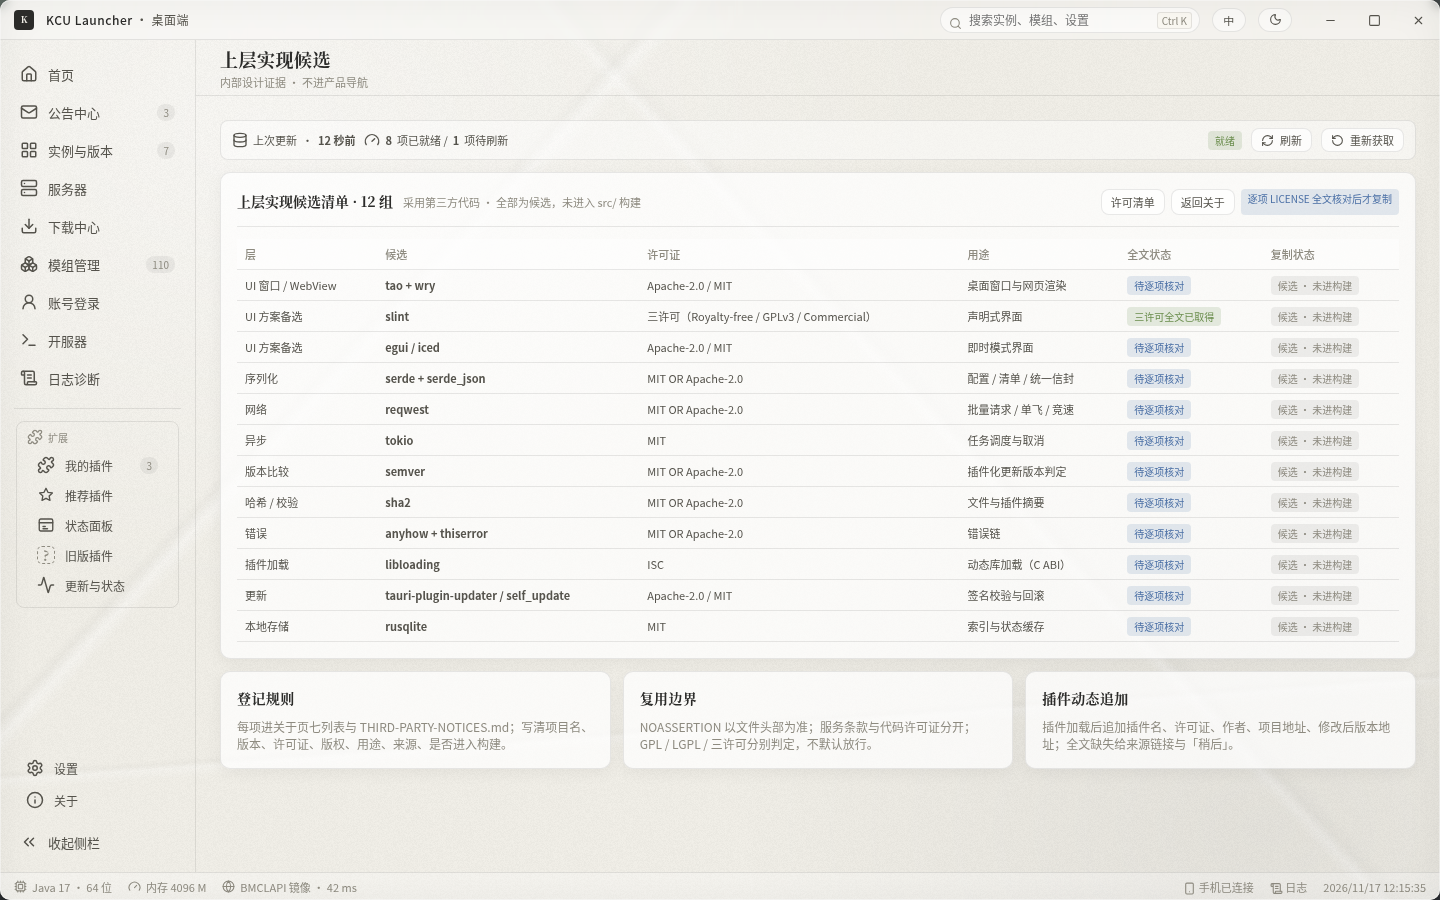 K KCU Launcher · 桌面端
搜索实例、模组、设置 Ctrl K 中
首页
公告中心 3
实例与版本 7
服务器
下载中心
模组管理 110
账号登录
开服器
日志诊断
扩展
我的插件 3
推荐插件
状态面板
旧版插件
更新与状态
设置
关于
收起侧栏
上层实现候选
内部设计证据 · 不进产品导航
上次更新 · 12 秒前 8 项已就绪 / 1 项待刷新
就绪 刷新 重新获取
上层实现候选清单 · 12 组 采用第三方代码 · 全部为候选，未进入 src/ 构建
许可清单 返回关于 逐项 LICENSE 全文核对后才复制
层 候选 许可证 用途 全文状态 复制状态
UI 窗口 / WebView tao + wry Apache-2.0 / MIT 桌面窗口与网页渲染 待逐项核对 候选 · 未进构建
UI 方案备选 slint 三许可（Royalty-free / GPLv3 / Commercial） 声明式界面 三许可全文已取得 候选 · 未进构建
UI 方案备选 egui / iced Apache-2.0 / MIT 即时模式界面 待逐项核对 候选 · 未进构建
序列化 serde + serde_json MIT OR Apache-2.0 配置 / 清单 / 统一信封 待逐项核对 候选 · 未进构建
网络 reqwest MIT OR Apache-2.0 批量请求 / 单飞 / 竞速 待逐项核对 候选 · 未进构建
异步 tokio MIT 任务调度与取消 待逐项核对 候选 · 未进构建
版本比较 semver MIT OR Apache-2.0 插件化更新版本判定 待逐项核对 候选 · 未进构建
哈希 / 校验 sha2 MIT OR Apache-2.0 文件与插件摘要 待逐项核对 候选 · 未进构建
错误 anyhow + thiserror MIT OR Apache-2.0 错误链 待逐项核对 候选 · 未进构建
插件加载 libloading ISC 动态库加载（C ABI） 待逐项核对 候选 · 未进构建
更新 tauri-plugin-updater / self_update Apache-2.0 / MIT 签名校验与回滚 待逐项核对 候选 · 未进构建
本地存储 rusqlite MIT 索引与状态缓存 待逐项核对 候选 · 未进构建
登记规则
每项进关于页七列表与 THIRD-PARTY-NOTICES.md；写清项目名、
版本、许可证、版权、用途、来源、是否进入构建。
复用边界
NOASSERTION 以文件头部为准；服务条款与代码许可证分开；
GPL / LGPL / 三许可分别判定，不默认放行。
插件动态追加
插件加载后追加插件名、许可证、作者、项目地址、修改后版本地
址；全文缺失给来源链接与「稍后」。
Java 17 · 64 位 内存 4096 M BMCLAPI 镜像 · 42 ms
手机已连接 日志 2026/11/17 12:15:35